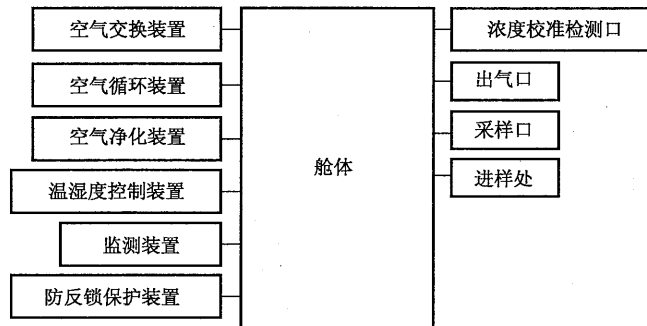 空气交换装置
空气循环装置
空气净化装置
温湿度控制装置
监测装置
防反锁保护装置
舱体
浓度校准检测口
出气口
采样口
进样处